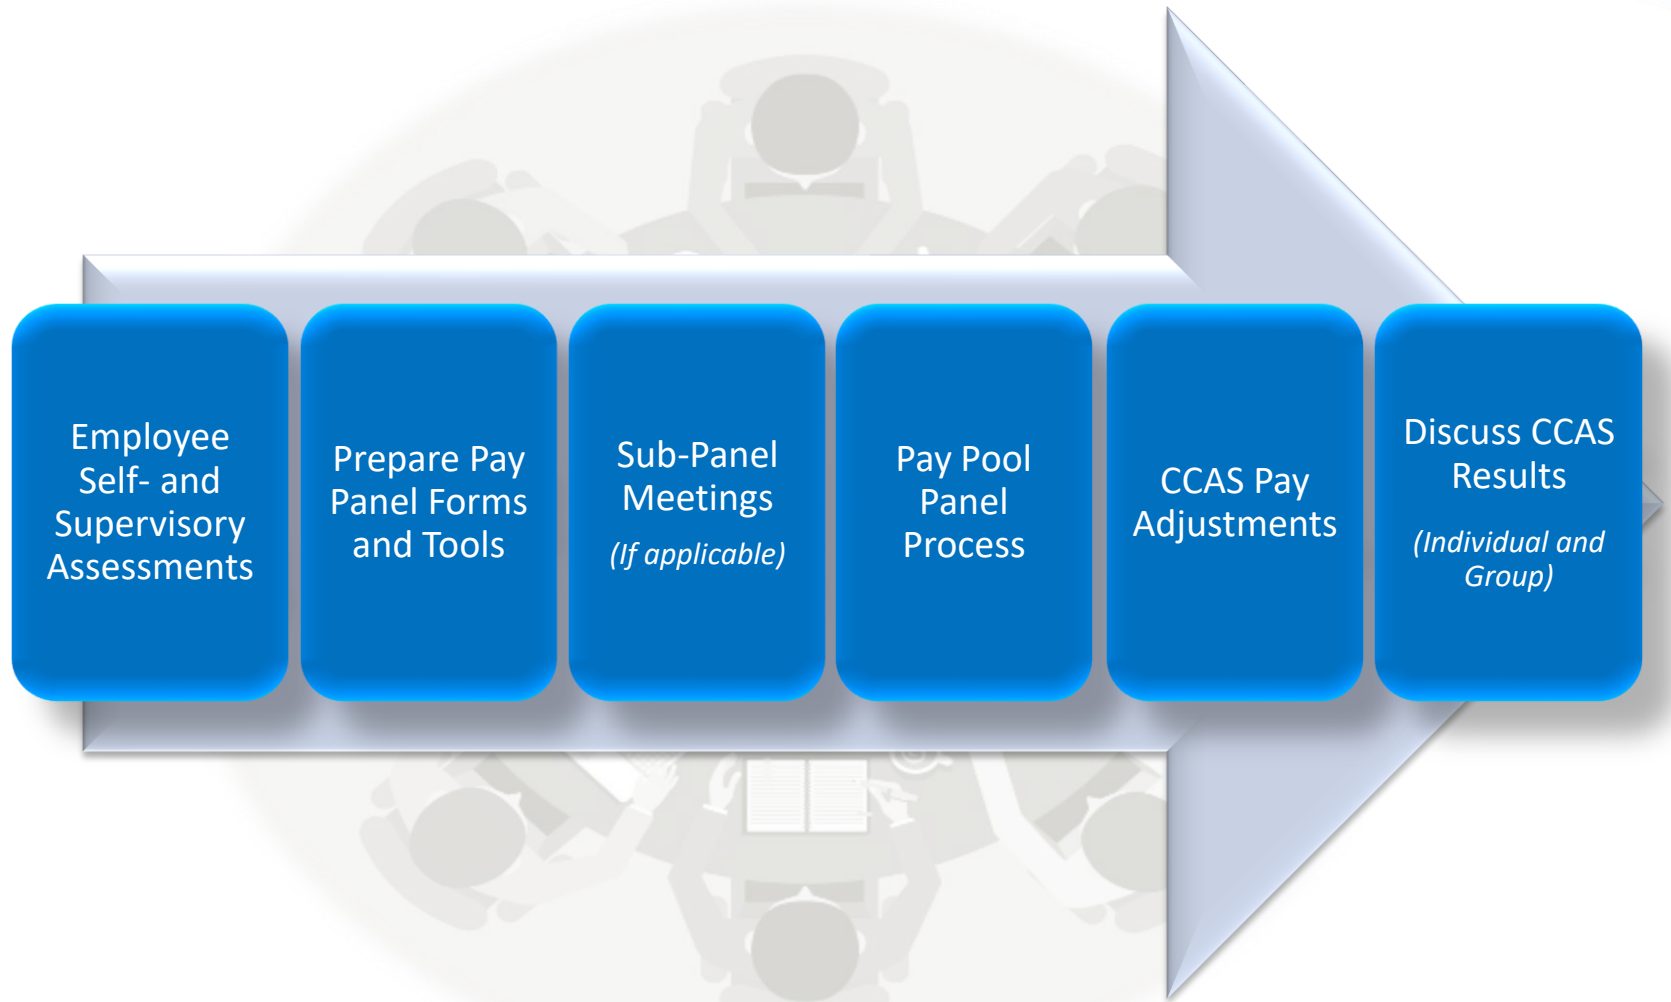 Employee
Self- and
Supervisory
Assessments
Prepare Pay
Panel Forms
and Tools
Sub-Panel
Meetings
(If applicable)
Pay Pool
Panel
Process
CCAS Pay
Adjustments
Discuss CCAS
Results
(Individual and
Group)